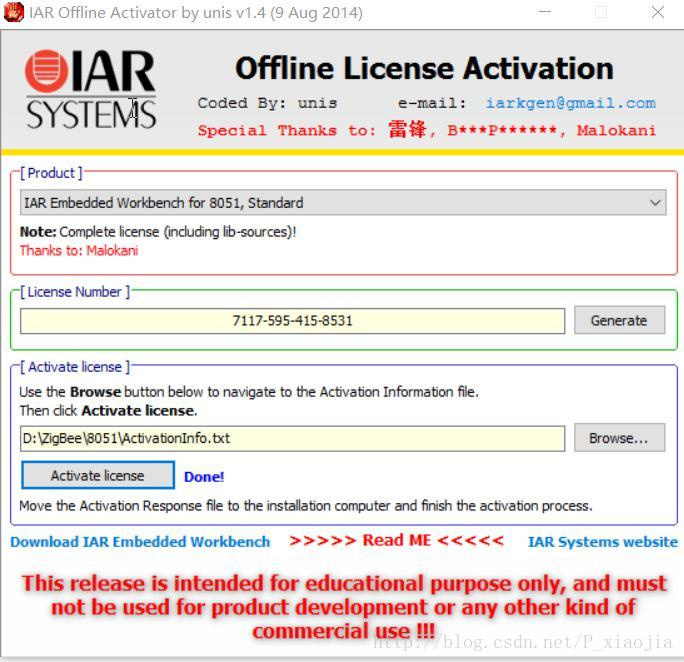 IAR Offline Activator by unis v1.4 (9 Aug 2014)
IAR
SYSTEMS
Offline License Activation
Coded By: unis e-mail: iarkgen@gmail.com
Special Thanks to: 雷锋, B***P******, Malokani
[ Product ]
IAR Embedded Workbench for 8051, Standard
Note: Complete license (including lib-sources)!
Thanks to: Malokani
[ License Number ]
7117-595-415-8531
Generate
[ Activate license ]
Use the Browse button below to navigate to the Activation Information file.
Then click Activate license.
D:\ZigBee\8051\ActivationInfo.txt
Browse...
Activate license
Done!
Move the Activation Response file to the installation computer and finish the activation process.
Download IAR Embedded Workbench >>>>> Read ME <<<<< IAR Systems website
This release is intended for educational purpose only, and must
not be used for product development or any other kind of
commercial use !!!
http://blog.csdn.net/P_xiaojia